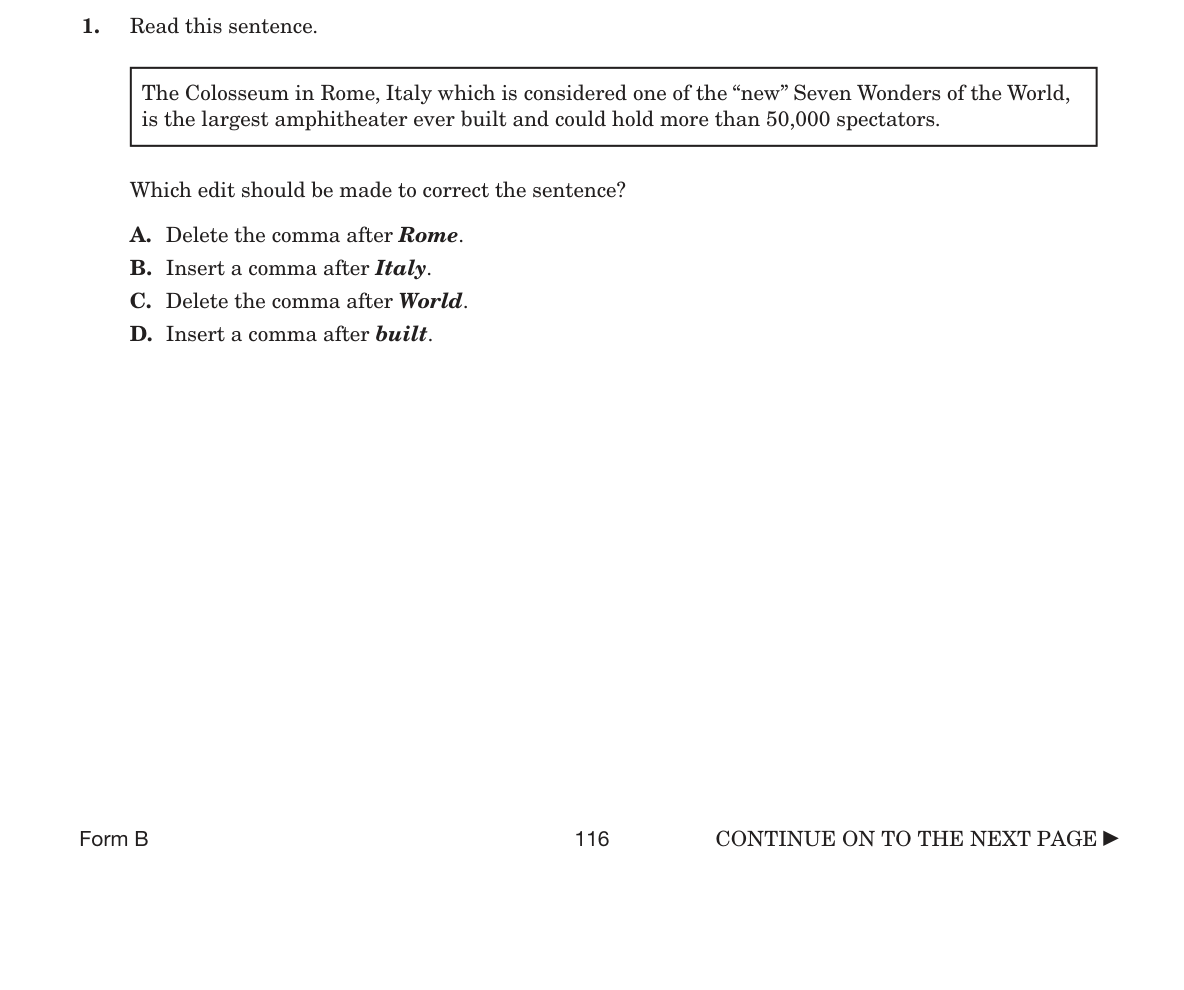 1. Read this sentence.
The Colosseum in Rome, Italy which is considered one of the “new” Seven Wonders of the World,
is the largest amphitheater ever built and could hold more than 50,000 spectators.
Which edit should be made to correct the sentence?
A. Delete the comma after Rome.
B. Insert a comma after Italy.
C. Delete the comma after World.
D. Insert a comma after built.
Form B 116 CONTINUE ON TO THE NEXT PAGE ►